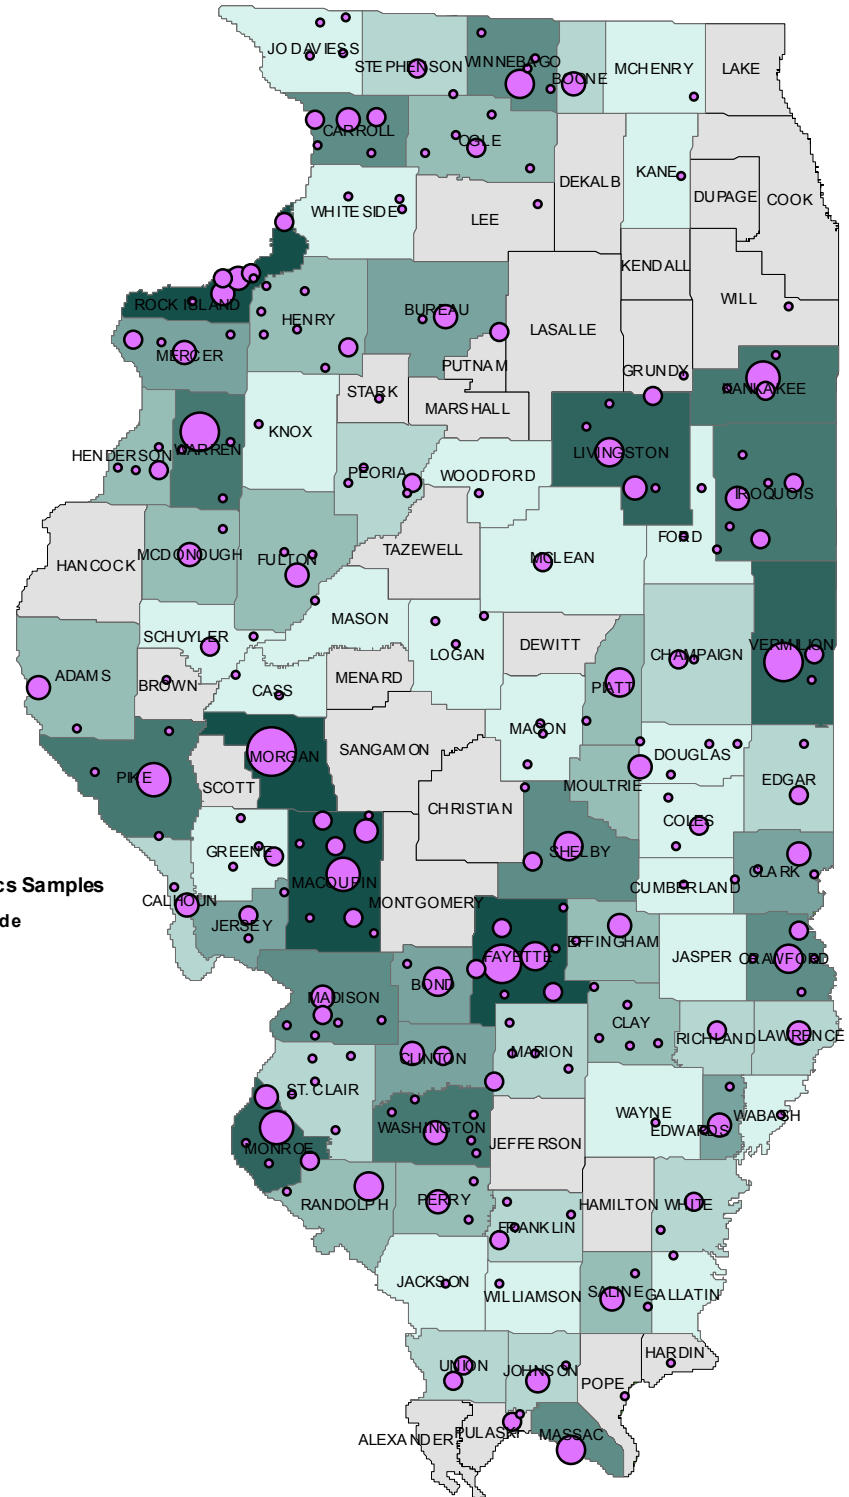 JO DAVIESS
STEPHENSON
WINNEBAGO
BOONE
MCHENRY
LAKE
CARROLL
OGLE
DEKALB
KANE
DUPAGE
COOK
WHITESIDE
LEE
KENDALL
WILL
ROCK ISLAND
HENRY
BUREAU
LASALLE
GRUNDY
MERCER
PUTNAM
STARK
MARSHALL
KANKAKEE
KNOX
HENDERSON
WARREN
PEORIA
WOODFORD
LIVINGSTON
IROQUOIS
FORD
HANCOCK
MCDONOUGH
FULTON
TAZEWELL
MCLEAN
SCHUYLER
MASON
LOGAN
DEWITT
CHAMPAIGN
VERMILION
ADAMS
BROWN
CASS
MENARD
PIATT
MACON
PIKE
SCOTT
MORGAN
SANGAMON
CHRISTIAN
MOULTRIE
DOUGLAS
EDGAR
COLES
GREENE
SHELBY
cs Samples
MACOUPIN
MONTGOMERY
CUMBERLAND
CLARK
CALHOUN
de
JERSEY
FAYETTE
EFFINGHAM
JASPER
CRAWFORD
MADISON
BOND
CLAY
RICHLAND
LAWRENCE
CLINTON
MARION
ST. CLAIR
WAYNE
EDWARDS
WABASH
MONROE
WASHINGTON
JEFFERSON
RANDOLPH
PERRY
FRANKLIN
HAMILTON
WHITE
JACKSON
WILLIAMSON
SALINE
GALLATIN
UNION
JOHNSON
POPE
HARDIN
ALEXANDER
PULASKI
MASSAC